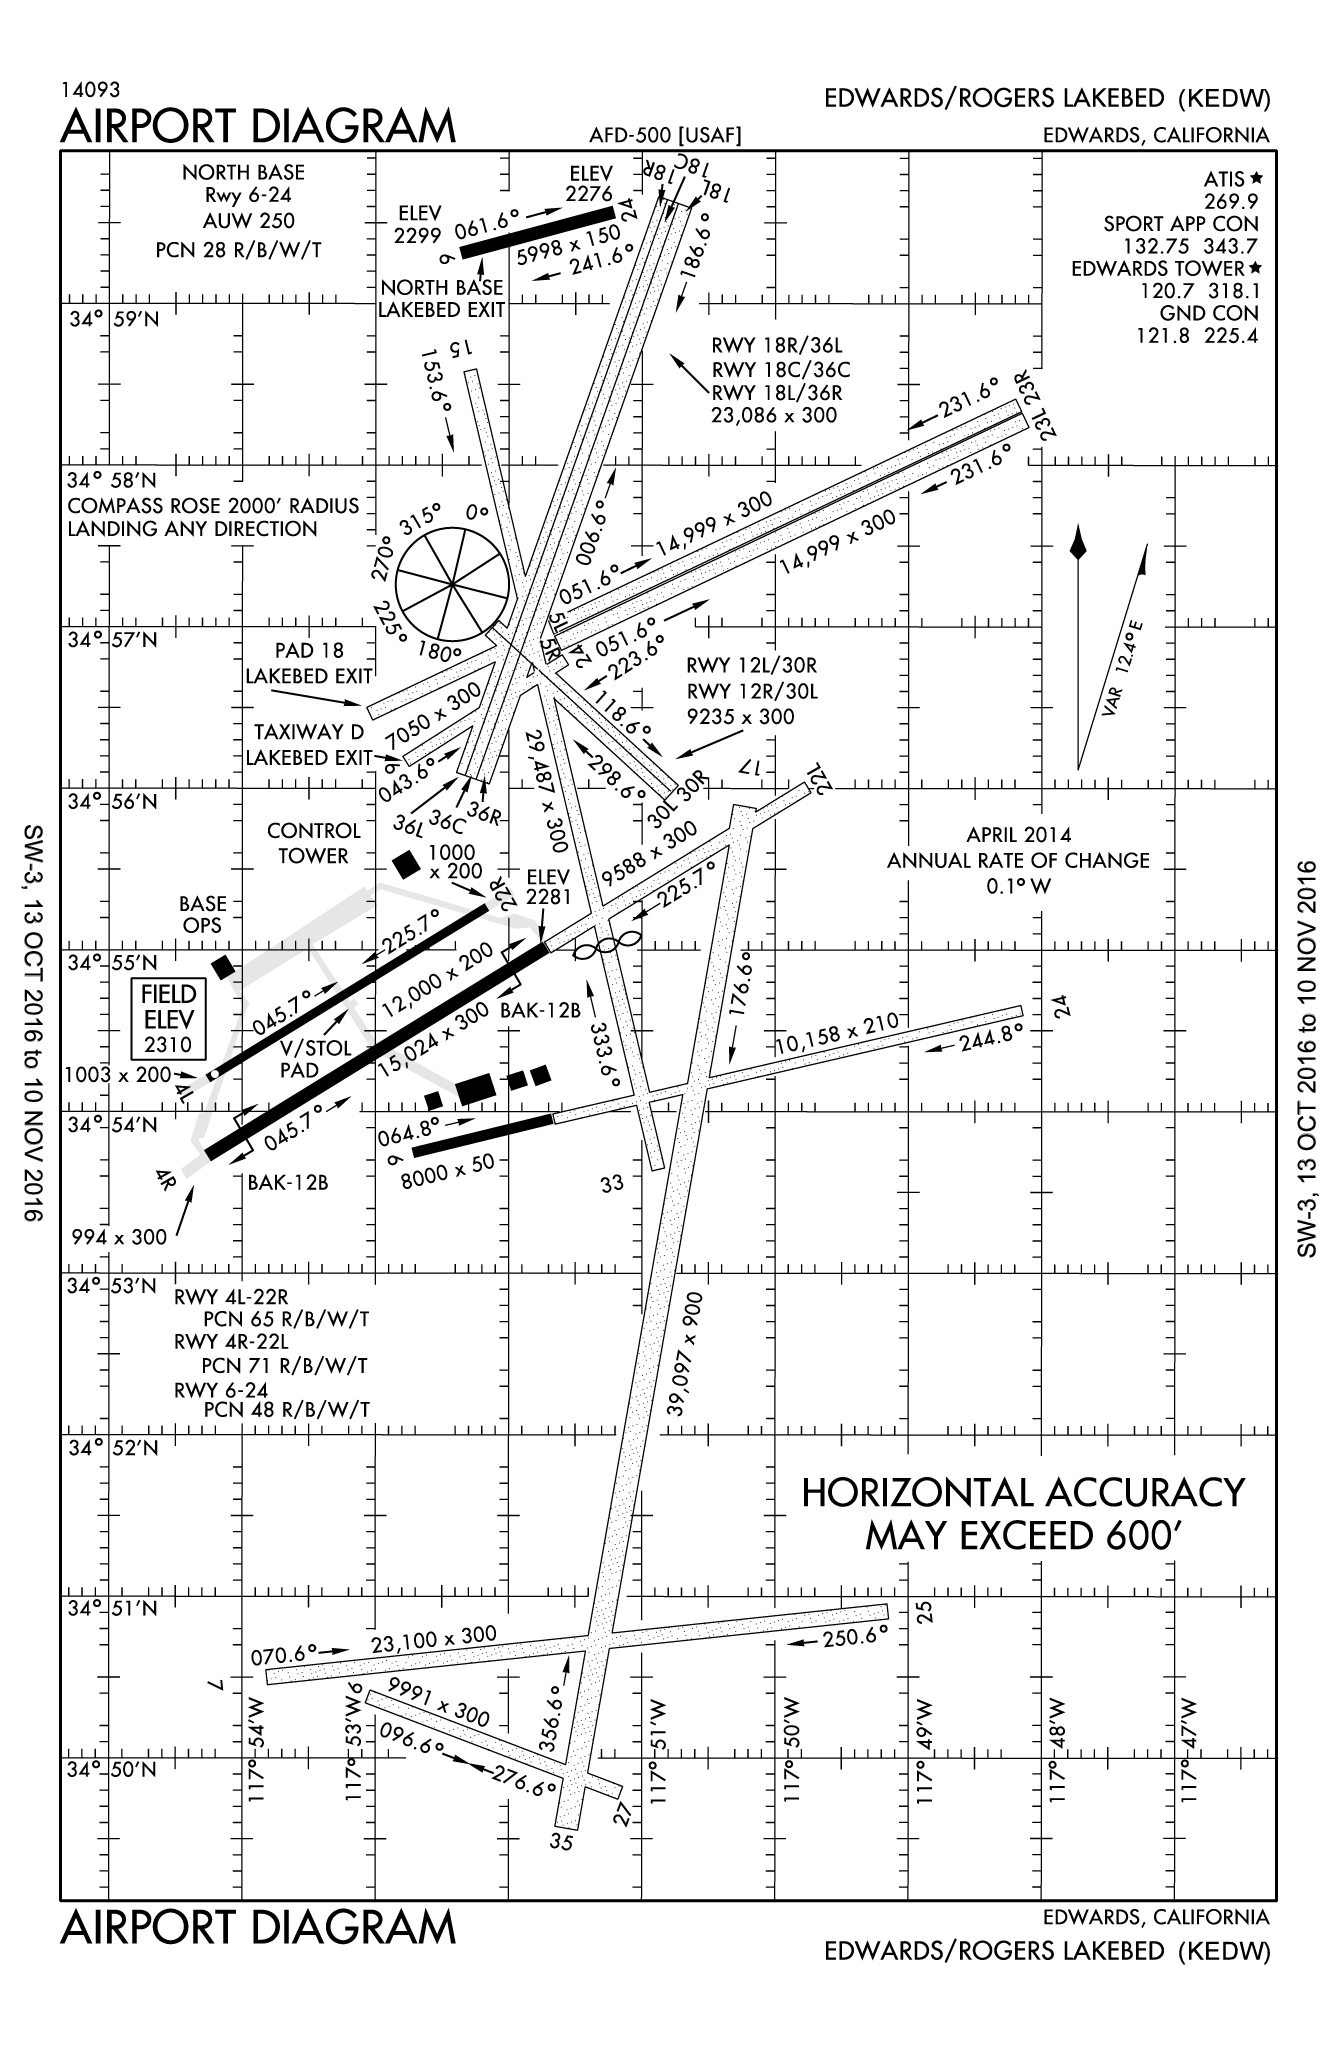 14093
AIRPORT DIAGRAM
AFD-500 [USAF]
EDWARDS/ROGERS LAKEBED (KEDW)
EDWARDS, CALIFORNIA
NORTH BASE
Rwy 6-24
AUW 250
PCN 28 R/B/W/T
ELEV
2299
ELEV
2276
061.6°
5998 x 150
241.6°
6
24
NORTH BASE
LAKEBED EXIT
18R
18C
18L
186.6°
ATIS ★
269.9
SPORT APP CON
132.75 343.7
EDWARDS TOWER ★
120.7 318.1
GND CON
121.8 225.4
34° 59'N
15
153.6°
RWY 18R/36L
RWY 18C/36C
RWY 18L/36R
23,086 x 300
231.6°
23R
23L
231.6°
34° 58'N
COMPASS ROSE 2000' RADIUS
LANDING ANY DIRECTION
0°
315°
270°
225°
180°
006.6°
14,999 x 300
14,999 x 300
051.6°
5L
5R
051.6°
24
223.6°
34° 57'N
PAD 18
LAKEBED EXIT
7050 x 300
TAXIWAY D
LAKEBED EXIT
6
043.6°
36L
36C
36R
118.6°
298.6°
30L
30R
RWY 12L/30R
RWY 12R/30L
9235 x 300
VAR 12.4° E
29,487 x 300
17
22L
34° 56'N
CONTROL
TOWER
1000
x 200
22R
ELEV
2281
9588 x 300
225.7°
APRIL 2014
ANNUAL RATE OF CHANGE
0.1° W
BASE
OPS
225.7°
34° 55'N
FIELD
ELEV
2310
045.7°
12,000 x 200
15,024 x 300
BAK-12B
V/STOL
PAD
333.6°
176.6°
10,158 x 210
244.8°
24
1003 x 200
4L
34° 54'N
045.7°
064.8°
6
8000 x 50
4R
BAK-12B
33
994 x 300
34° 53'N
RWY 4L-22R
PCN 65 R/B/W/T
RWY 4R-22L
PCN 71 R/B/W/T
RWY 6-24
PCN 48 R/B/W/T
39,097 x 900
34° 52'N
HORIZONTAL ACCURACY
MAY EXCEED 600'
34° 51'N
070.6°
23,100 x 300
250.6°
25
7
9
9991 x 300
096.6°
276.6°
356.6°
27
35
34° 50'N
117° 54'W
117° 53'W
117° 51'W
117° 50'W
117° 49'W
117° 48'W
117° 47'W
SW-3, 13 OCT 2016 to 10 NOV 2016
SW-3, 13 OCT 2016 to 10 NOV 2016
AIRPORT DIAGRAM
EDWARDS, CALIFORNIA
EDWARDS/ROGERS LAKEBED (KEDW)